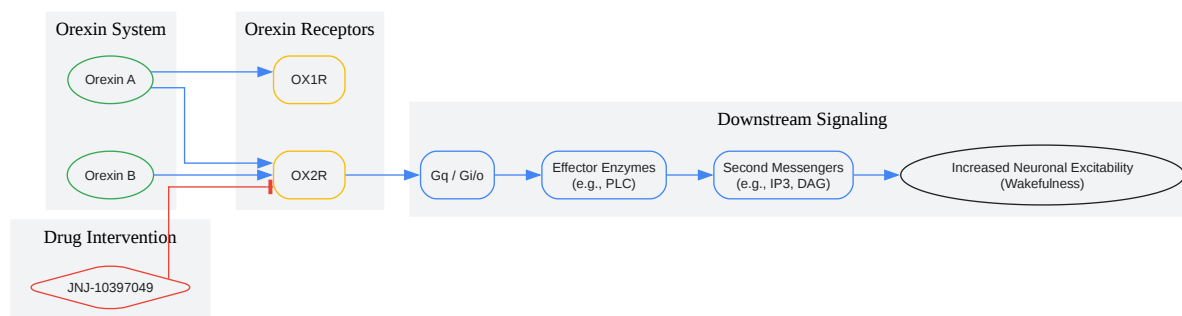 Orexin System
Orexin Receptors
Orexin A
OX1R
Downstream Signaling
Orexin B
OX2R
Gq / Gi/o
Effector Enzymes
(e.g., PLC)
Second Messengers
(e.g., IP3, DAG)
Increased Neuronal Excitability
(Wakefulness)
Drug Intervention
JNJ-10397049